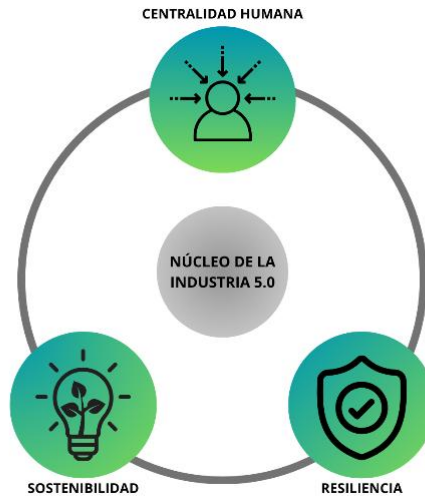 CENTRALIDAD HUMANA
NÚCLEO DE LA
INDUSTRIA 5.0
SOSTENIBILIDAD
RESILIENCIA